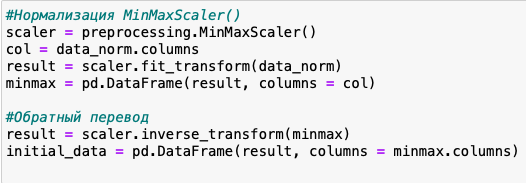 #Нормализация MinMaxScaler()
scaler = preprocessing.MinMaxScaler()
col = data_norm.columns
result = scaler.fit_transform(data_norm)
minmax = pd.DataFrame(result, columns = col)
#Обратный перевод
result = scaler.inverse_transform(minmax)
initial_data = pd.DataFrame(result, columns = minmax.columns)